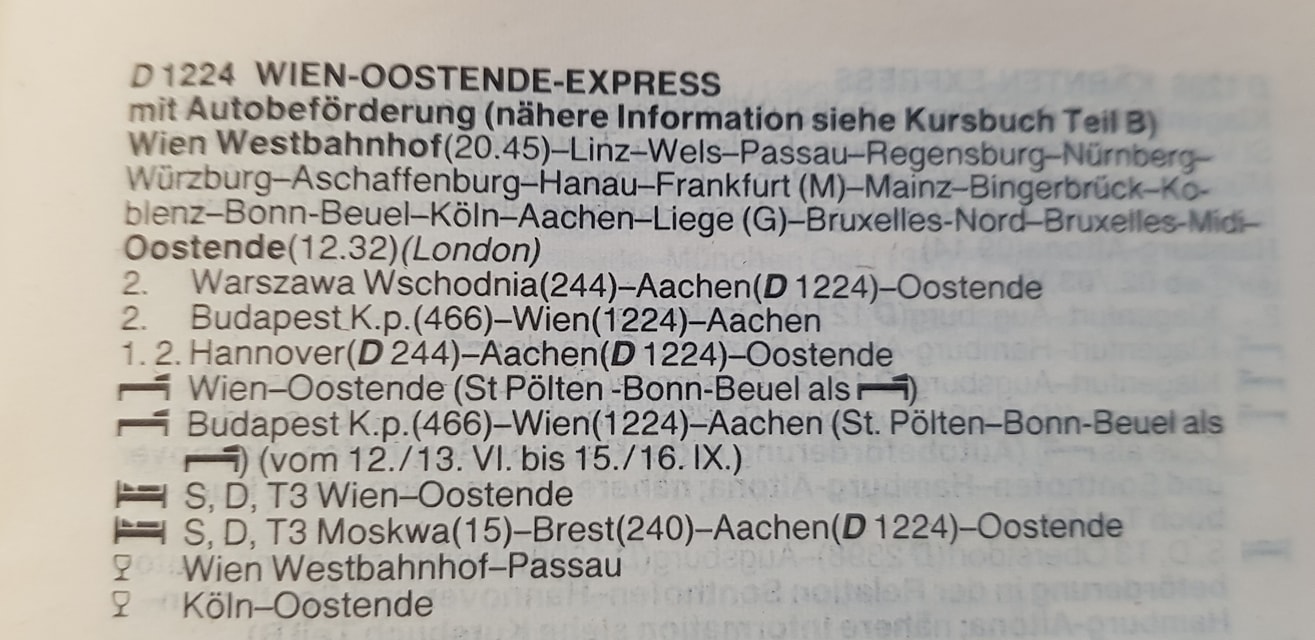 D 1224 WIEN-OOSTENDE-EXPRESS
mit Autobeförderung (nähere Information siehe Kursbuch Teil B)
Wien Westbahnhof(20.45)–Linz–Wels–Passau–Regensburg–Nürnberg–
Würzburg–Aschaffenburg–Hanau–Frankfurt (M)–Mainz–Bingerbrück–Ko-
blenz–Bonn-Beuel–Köln–Aachen–Liege (G)–Bruxelles-Nord–Bruxelles-Midi–
Oostende(12.32)(London)
2. Warszawa Wschodnia(244)–Aachen(D 1224)–Oostende
2. Budapest K.p.(466)–Wien(1224)–Aachen
1. 2. Hannover(D 244)–Aachen(D 1224)–Oostende
Wien–Oostende (St Pölten -Bonn-Beuel als )
Budapest K.p.(466)–Wien(1224)–Aachen (St. Pölten–Bonn-Beuel als
) (vom 12./13. VI. bis 15./16. IX.)
S, D, T3 Wien–Oostende
S, D, T3 Moskwa(15)–Brest(240)–Aachen(D 1224)–Oostende
Wien Westbahnhof–Passau
Köln–Oostende